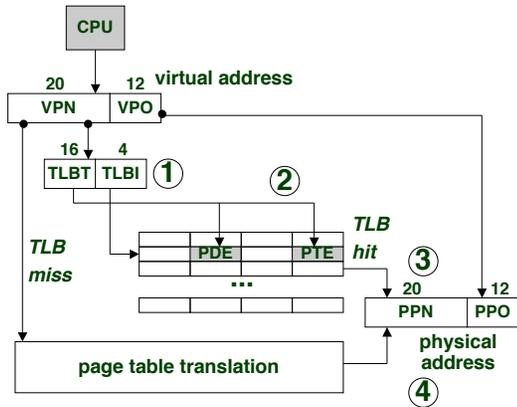 CPU
20 12 virtual address
VPN VPO
16 4
TLBT TLBI 1
2
TLB miss
PDE PTE
TLB hit
...
3
20 12
PPN PPO
physical address
page table translation
4